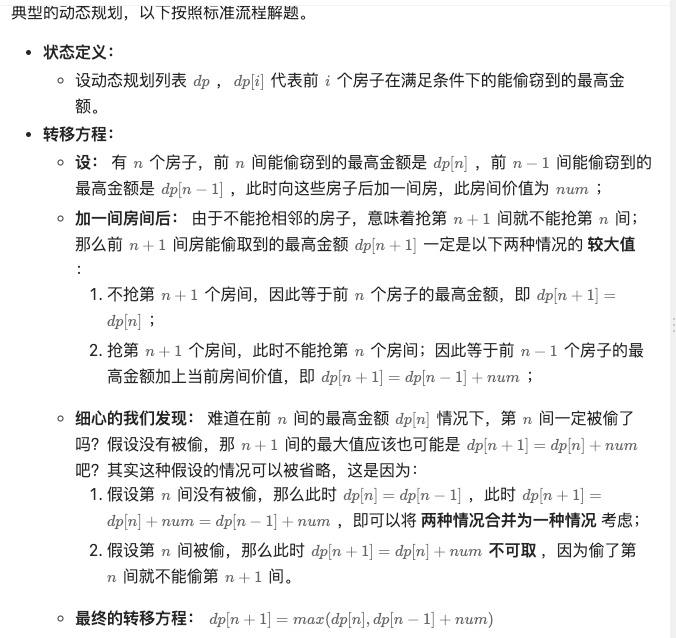 典型的动态规划，以下按照标准流程解题。
• 状态定义：
◦ 设动态规划列表 dp ，dp[i] 代表前 i 个房子在满足条件下的能偷窃到的最高金
额。
• 转移方程：
◦ 设： 有 n 个房子，前 n 间能偷窃到的最高金额是 dp[n] ，前 n − 1 间能偷窃到的
最高金额是 dp[n − 1] ，此时向这些房子后加一间房，此房间价值为 num ；
◦ 加一间房间后： 由于不能抢相邻的房子，意味着抢第 n + 1 间就不能抢第 n 间；
那么前 n + 1 间房能偷取到的最高金额 dp[n + 1] 一定是以下两种情况的 较大值
：
1. 不抢第 n + 1 个房间，因此等于前 n 个房子的最高金额，即 dp[n + 1] =
dp[n] ；
2. 抢第 n + 1 个房间，此时不能抢第 n 个房间；因此等于前 n − 1 个房子的最
高金额加上当前房间价值，即 dp[n + 1] = dp[n − 1] + num ；
◦ 细心的我们发现： 难道在前 n 间的最高金额 dp[n] 情况下，第 n 间一定被偷了
吗？假设没有被偷，那 n + 1 间的最大值应该也可能是 dp[n + 1] = dp[n] + num
吧？其实这种假设的情况可以被省略，这是因为：
1. 假设第 n 间没有被偷，那么此时 dp[n] = dp[n − 1] ，此时 dp[n + 1] =
dp[n] + num = dp[n − 1] + num ，即可以将 两种情况合并为一种情况 考虑；
2. 假设第 n 间被偷，那么此时 dp[n + 1] = dp[n] + num 不可取 ，因为偷了第
n 间就不能偷第 n + 1 间。
◦ 最终的转移方程： dp[n + 1] = max(dp[n], dp[n − 1] + num)